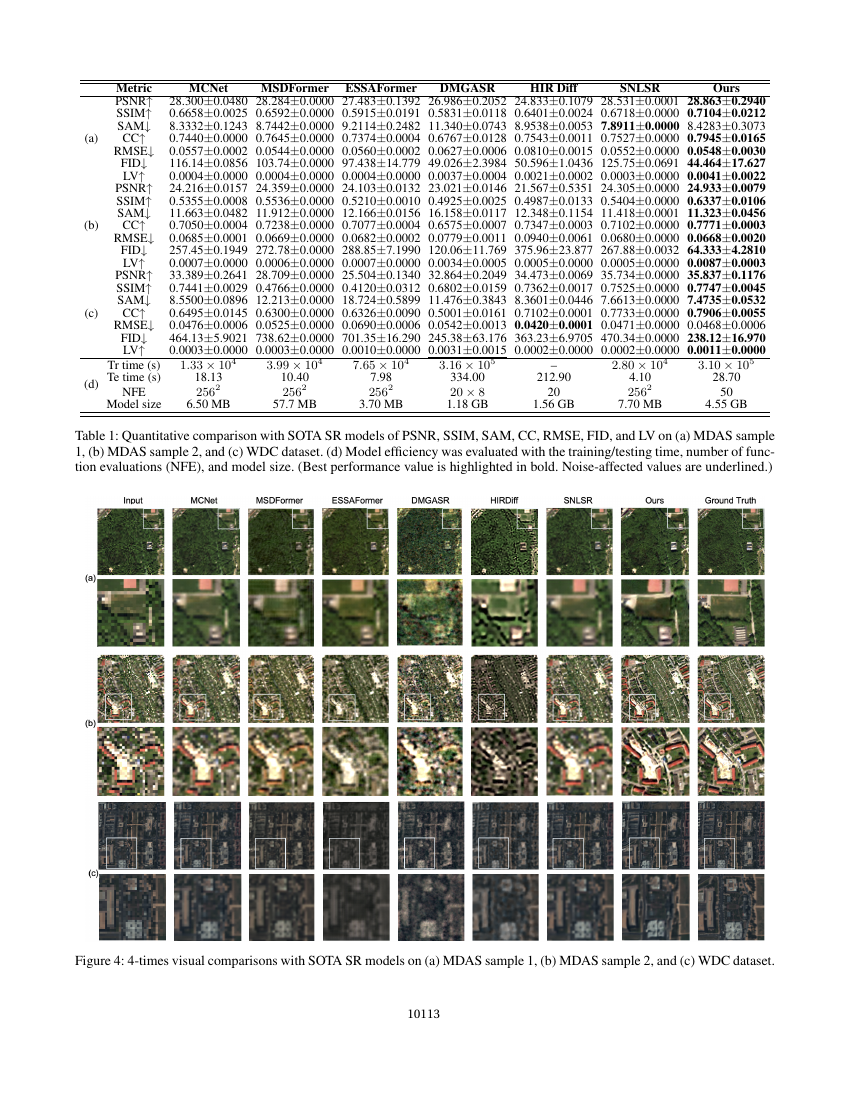 Metric MCNet MSDFormer ESSAFormer DMGASR HIR Diff SNLSR Ours
PSNR↑ 28.300±0.0480 28.284±0.0000 27.483±0.1392 26.986±0.2052 24.833±0.1079 28.531±0.0001 28.863±0.2940
SSIM↑ 0.6658±0.0025 0.6592±0.0000 0.5915±0.0191 0.5831±0.0118 0.6401±0.0024 0.6718±0.0000 0.7104±0.0212
SAM↓ 8.3332±0.1243 8.7442±0.0000 9.2114±0.2482 11.340±0.0743 8.9538±0.0053 7.8911±0.0000 8.4283±0.3073
(a) CC↑ 0.7440±0.0000 0.7645±0.0000 0.7374±0.0004 0.6767±0.0128 0.7543±0.0011 0.7527±0.0000 0.7945±0.0165
RMSE↓ 0.0557±0.0002 0.0544±0.0000 0.0560±0.0002 0.0627±0.0006 0.0810±0.0015 0.0552±0.0000 0.0548±0.0030
FID↓ 116.14±0.0856 103.74±0.0000 97.438±14.779 49.026±2.3984 50.596±1.0436 125.75±0.0691 44.464±17.627
LV↑ 0.0004±0.0000 0.0004±0.0000 0.0004±0.0000 0.0037±0.0004 0.0021±0.0002 0.0003±0.0000 0.0041±0.0022
PSNR↑ 24.216±0.0157 24.359±0.0000 24.103±0.0132 23.021±0.0146 21.567±0.5351 24.305±0.0000 24.933±0.0079
SSIM↑ 0.5355±0.0008 0.5536±0.0000 0.5210±0.0010 0.4925±0.0025 0.4987±0.0133 0.5404±0.0000 0.6337±0.0106
SAM↓ 11.663±0.0482 11.912±0.0000 12.166±0.0156 16.158±0.0117 12.348±0.1154 11.418±0.0001 11.323±0.0456
(b) CC↑ 0.7050±0.0004 0.7238±0.0000 0.7077±0.0004 0.6575±0.0007 0.7347±0.0003 0.7102±0.0000 0.7771±0.0003
RMSE↓ 0.0685±0.0001 0.0669±0.0000 0.0682±0.0002 0.0779±0.0011 0.0940±0.0061 0.0680±0.0000 0.0668±0.0020
FID↓ 257.45±0.1949 272.78±0.0000 288.85±7.1990 120.06±11.769 375.96±23.877 267.88±0.0032 64.333±4.2810
LV↑ 0.0007±0.0000 0.0006±0.0000 0.0007±0.0000 0.0034±0.0005 0.0005±0.0000 0.0005±0.0000 0.0087±0.0003
PSNR↑ 33.389±0.2641 28.709±0.0000 25.504±0.1340 32.864±0.2049 34.473±0.0069 35.734±0.0000 35.837±0.1176
SSIM↑ 0.7441±0.0029 0.4766±0.0000 0.4120±0.0312 0.6802±0.0159 0.7362±0.0017 0.7525±0.0000 0.7747±0.0045
SAM↓ 8.5500±0.0896 12.213±0.0000 18.724±0.5899 11.476±0.3843 8.3601±0.0446 7.6613±0.0000 7.4735±0.0532
(c) CC↑ 0.6495±0.0145 0.6300±0.0000 0.6326±0.0090 0.5001±0.0161 0.7102±0.0021 0.7733±0.0000 0.7906±0.0055
RMSE↓ 0.0476±0.0006 0.0525±0.0000 0.0690±0.0006 0.0542±0.0013 0.0420±0.0001 0.0471±0.0000 0.0468±0.0006
FID↓ 464.13±5.9021 738.62±0.0000 701.35±16.290 245.38±63.176 363.23±6.9705 470.34±0.0000 238.12±16.970
LV↑ 0.0003±0.0000 0.0003±0.0000 0.0010±0.0000 0.0031±0.0015 0.0002±0.0000 0.0002±0.0000 0.0011±0.0000
Tr time (s) 1.33 × 10⁴ 3.99 × 10⁴ 7.65 × 10⁴ 3.16 × 10⁵ – 2.80 × 10⁴ 3.10 × 10⁵
(d) Te time (s) 18.13 10.40 7.98 334.00 212.90 4.10 28.70
NFE 256² 256² 256² 20 × 8 20 256² 50
Model size 6.50 MB 57.7 MB 3.70 MB 1.18 GB 1.56 GB 7.70 MB 4.55 GB
Table 1: Quantitative comparison with SOTA SR models of PSNR, SSIM, SAM, CC, RMSE, FID, and LV on (a) MDAS sample
1, (b) MDAS sample 2, and (c) WDC dataset. (d) Model efficiency was evaluated with the training/testing time, number of func-
tion evaluations (NFE), and model size. (Best performance value is highlighted in bold. Noise-affected values are underlined.)
Input MCNet MSDFormer ESSAFormer DMGASR HIRDiff SNLSR Ours Ground Truth
(a)
(b)
(c)
Figure 4: 4-times visual comparisons with SOTA SR models on (a) MDAS sample 1, (b) MDAS sample 2, and (c) WDC dataset.
10113